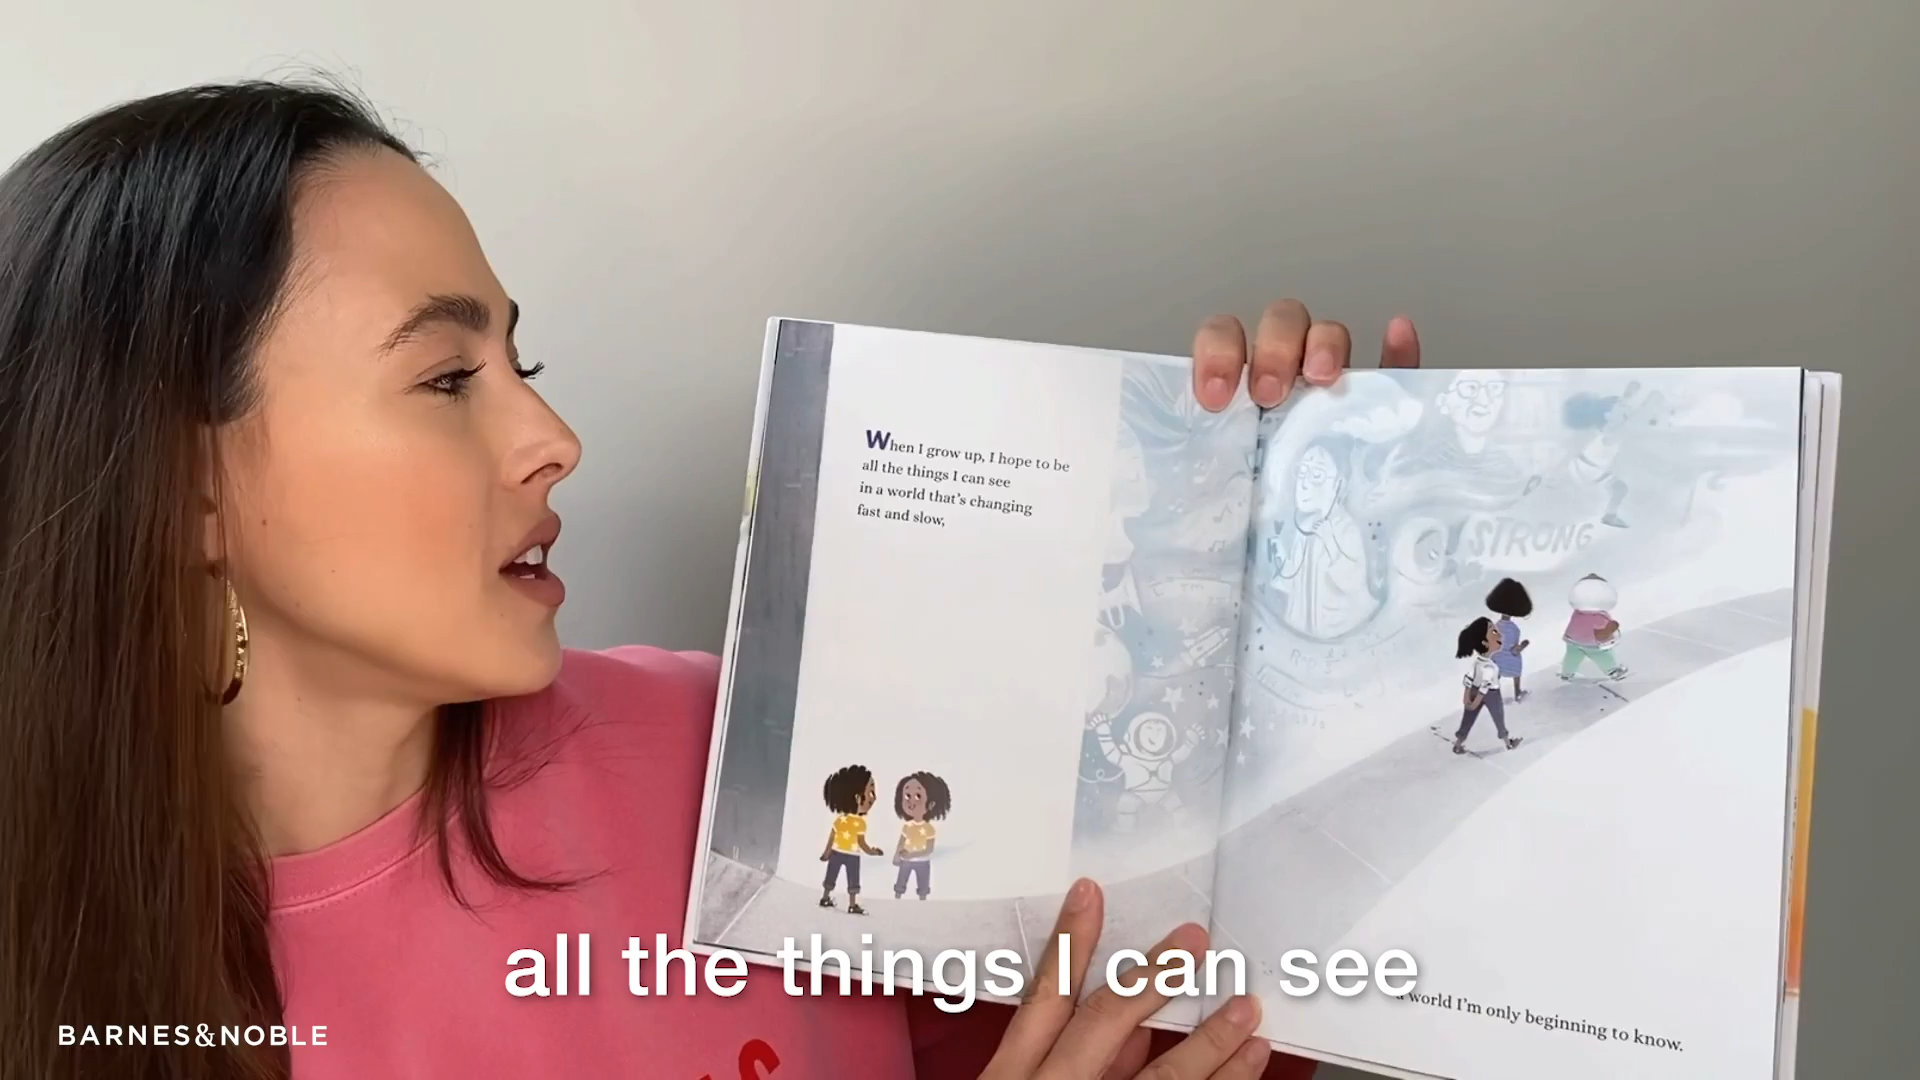 When I grow up, I hope to be
all the things I can see
in a world that's changing
fast and slow,
STRONG
world I'm only beginning to know.
all the things I can see
BARNES&NOBLE